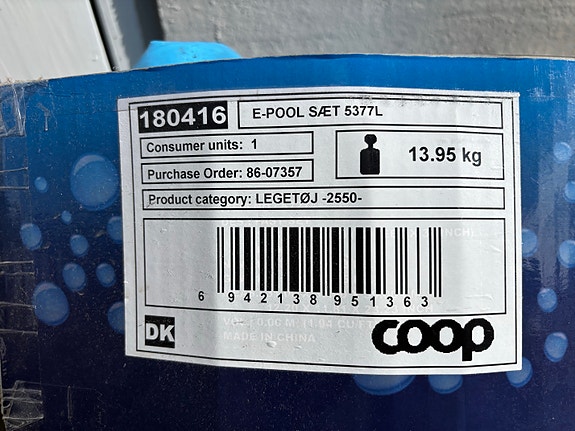 180416 E-POOL SÆT 5377L
Consumer units: 1
13.95 kg
Purchase Order: 86-07357
Product category: LEGETØJ -2550-
6 942138 951363
DK
MADE IN CHINA
coop